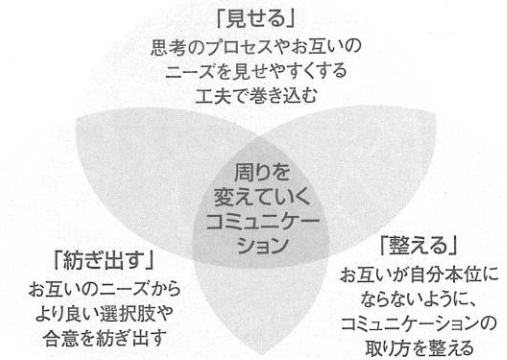 「見せる」
思考のプロセスやお互いの
ニーズを見せやすくする
工夫で巻き込む
周りを
変えていく
コミュニケー
ション
「紡ぎ出す」
お互いのニーズから
より良い選択肢や
合意を紡ぎ出す
「整える」
お互いが自分本位に
ならないように、
コミュニケーションの
取り方を整える